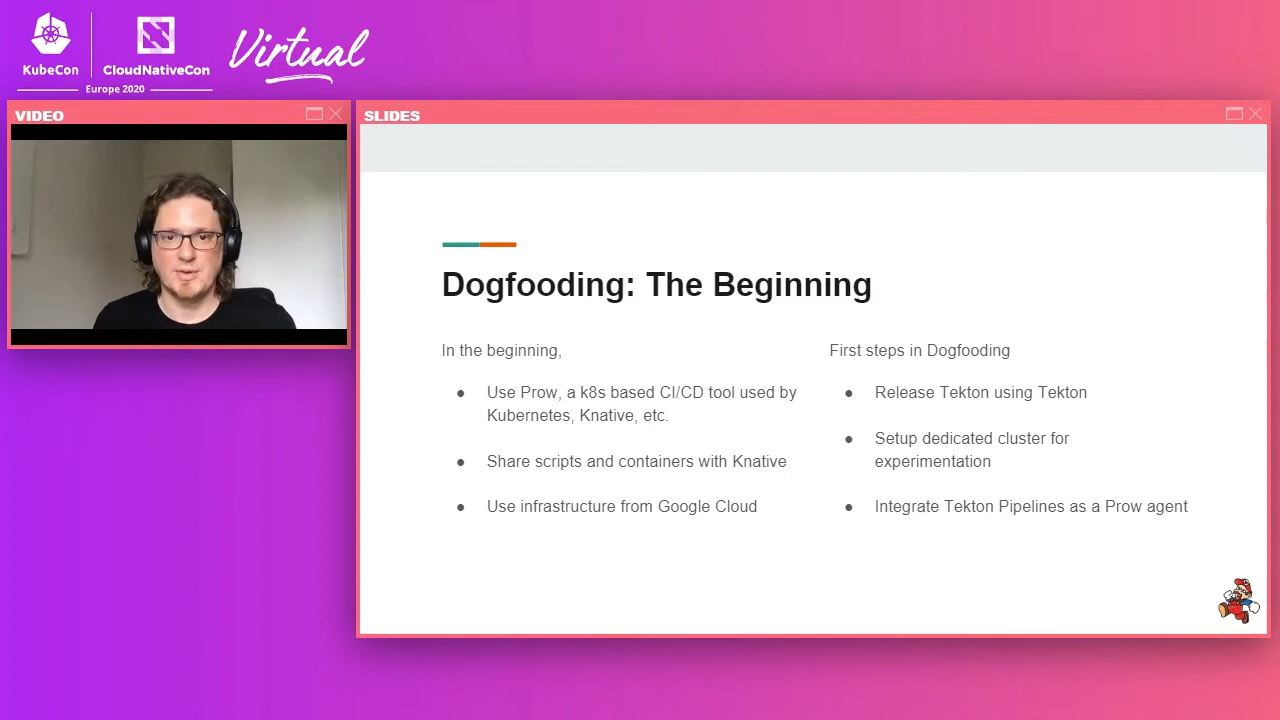 KubeCon
CloudNativeCon
Europe 2020
Virtual
VIDEO
SLIDES
Dogfooding: The Beginning
In the beginning,
● Use Prow, a k8s based CI/CD tool used by
Kubernetes, Knative, etc.
● Share scripts and containers with Knative
● Use infrastructure from Google Cloud
First steps in Dogfooding
● Release Tekton using Tekton
● Setup dedicated cluster for
experimentation
● Integrate Tekton Pipelines as a Prow agent